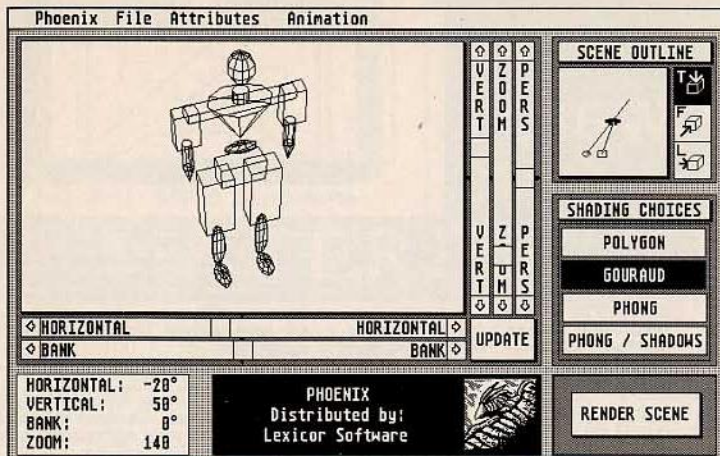 Phoenix File Attributes Animation
VERT ZOOM PERS
VERT ZOOM PERS
HORIZONTAL HORIZONTAL
BANK BANK
UPDATE
SCENE OUTLINE
T
F
L
SHADING CHOICES
POLYGON
GOURAUD
PHONG
PHONG / SHADOWS
HORIZONTAL: -20°
VERTICAL: 50°
BANK: 0°
ZOOM: 140
PHOENIX
Distributed by:
Lexicor Software
RENDER SCENE